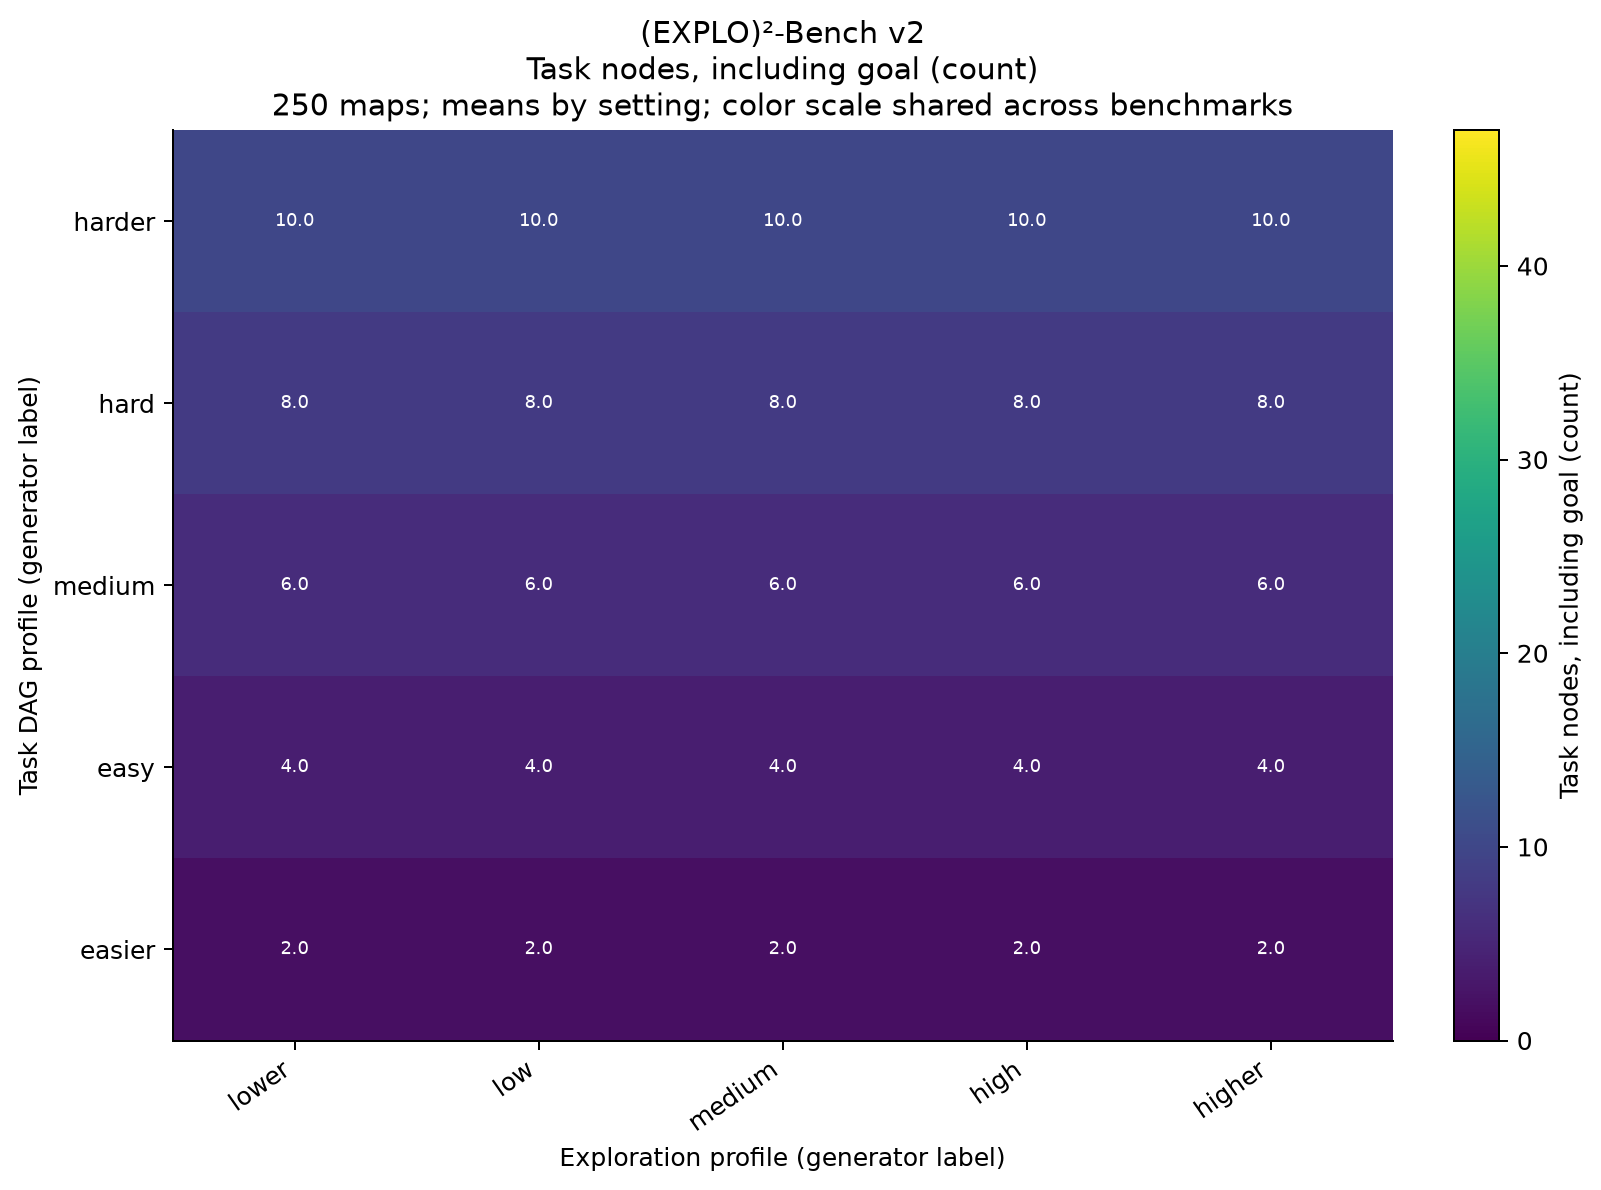 (EXPLO)²-Bench v2
Task nodes, including goal (count)
250 maps; means by setting; color scale shared across benchmarks
Task DAG profile (generator label)
harder
10.0 10.0 10.0 10.0 10.0
hard
8.0 8.0 8.0 8.0 8.0
medium
6.0 6.0 6.0 6.0 6.0
easy
4.0 4.0 4.0 4.0 4.0
easier
2.0 2.0 2.0 2.0 2.0
lower low medium high higher
Exploration profile (generator label)
40
30
20
10
0
Task nodes, including goal (count)